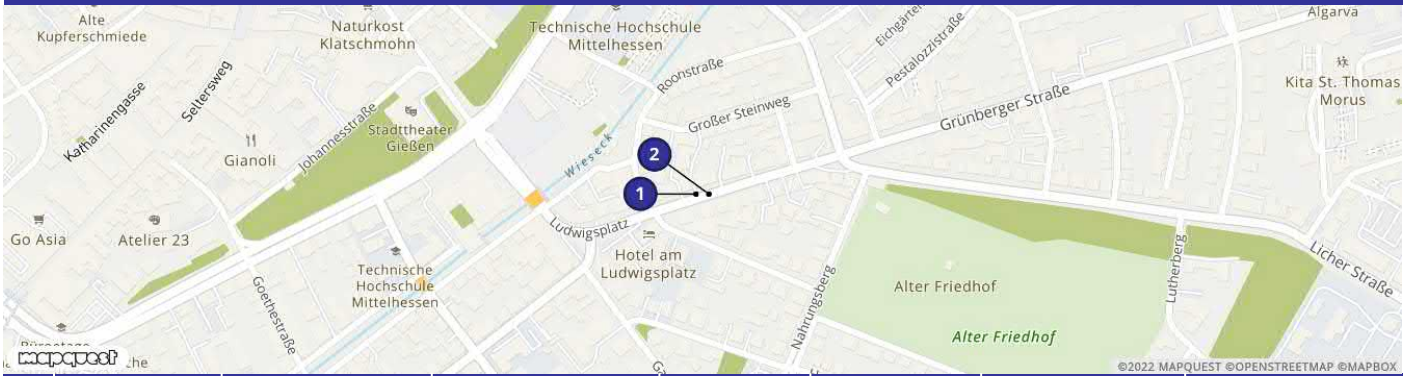 Alte
Kupferschmiede
Naturkost
Klatschmohn
Technische Hochschule
Mittelhessen
Algarva
Eichgärten
Pestalozzistraße
Kita St. Thomas
Morus
Roonstraße
Seltersweg
Katharinengasse
Großer Steinweg
Grünberger Straße
Johannesstraße
Stadttheater
Gießen
Gianoli
Wieseck
2
1
Go Asia
Atelier 23
Ludwigsplatz
Hotel am
Ludwigsplatz
Technische
Hochschule
Mittelhessen
Goethestraße
Nahrungsberg
Alter Friedhof
Lutherberg
Licher Straße
Alter Friedhof
mapquest
©2022 MAPQUEST ©OPENSTREETMAP ©MAPBOX